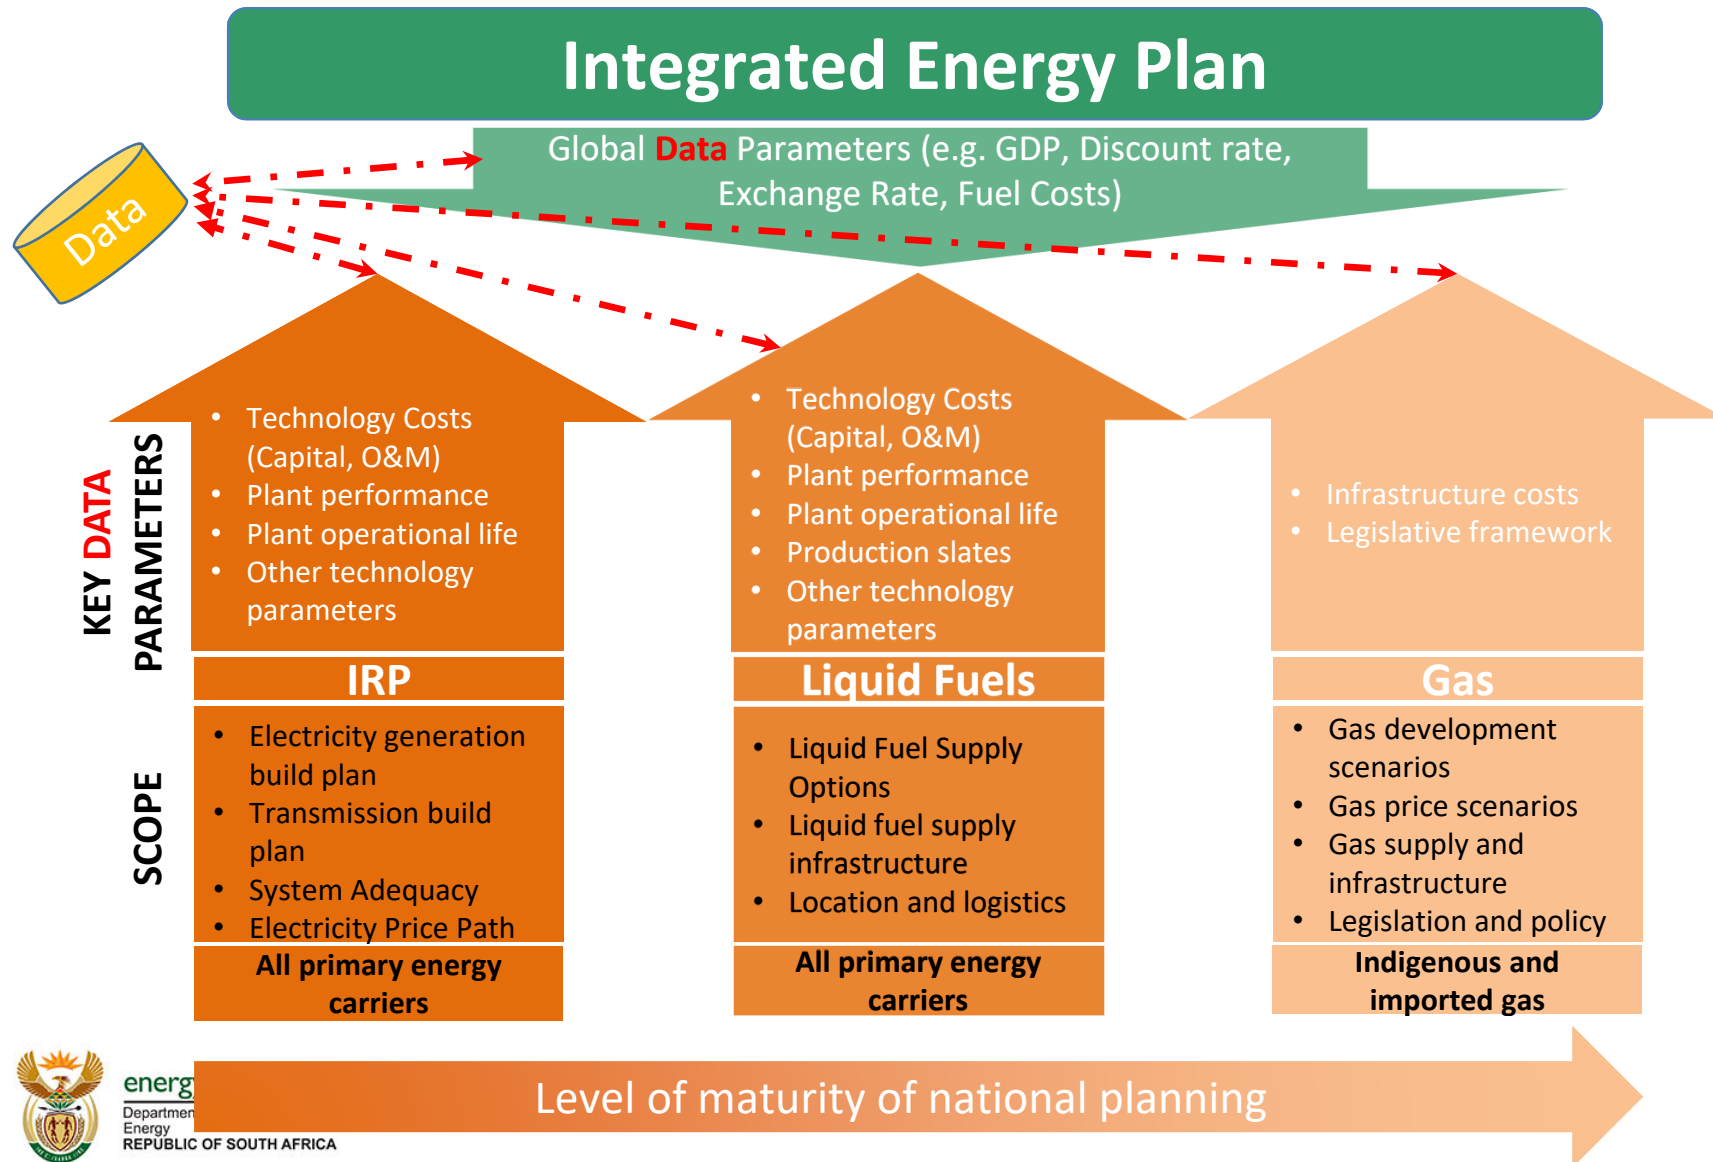 Integrated Energy Plan
Global Data Parameters (e.g. GDP, Discount rate,
Exchange Rate, Fuel Costs)
Data
KEY DATA
PARAMETERS
• Technology Costs
(Capital, O&M)
• Plant performance
• Plant operational life
• Other technology
parameters
• Technology Costs
(Capital, O&M)
• Plant performance
• Plant operational life
• Production slates
• Other technology
parameters
• Infrastructure costs
• Legislative framework
IRP
Liquid Fuels
Gas
SCOPE
• Electricity generation
build plan
• Transmission build
plan
• System Adequacy
• Electricity Price Path
• Liquid Fuel Supply
Options
• Liquid fuel supply
infrastructure
• Location and logistics
• Gas development
scenarios
• Gas price scenarios
• Gas supply and
infrastructure
• Legislation and policy
All primary energy
carriers
All primary energy
carriers
Indigenous and
imported gas
Level of maturity of national planning
energ
Departmen
Energy
REPUBLIC OF SOUTH AFRICA